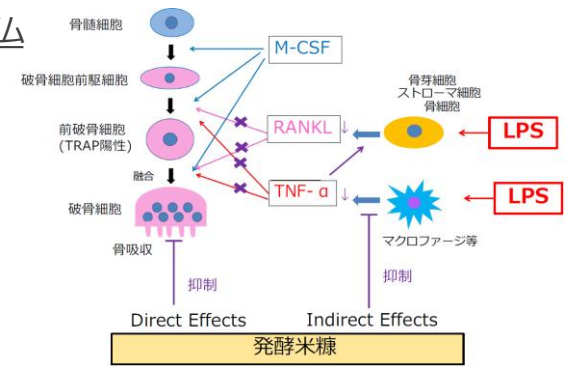 ム
骨髄細胞
M-CSF
破骨細胞前駆細胞
骨芽細胞
ストローマ細胞
骨細胞
前破骨細胞
(TRAP陽性)
RANKL ↓
LPS
融合
TNF- α ↓
LPS
破骨細胞
マクロファージ等
骨吸収
抑制
抑制
Direct Effects
Indirect Effects
発酵米糠